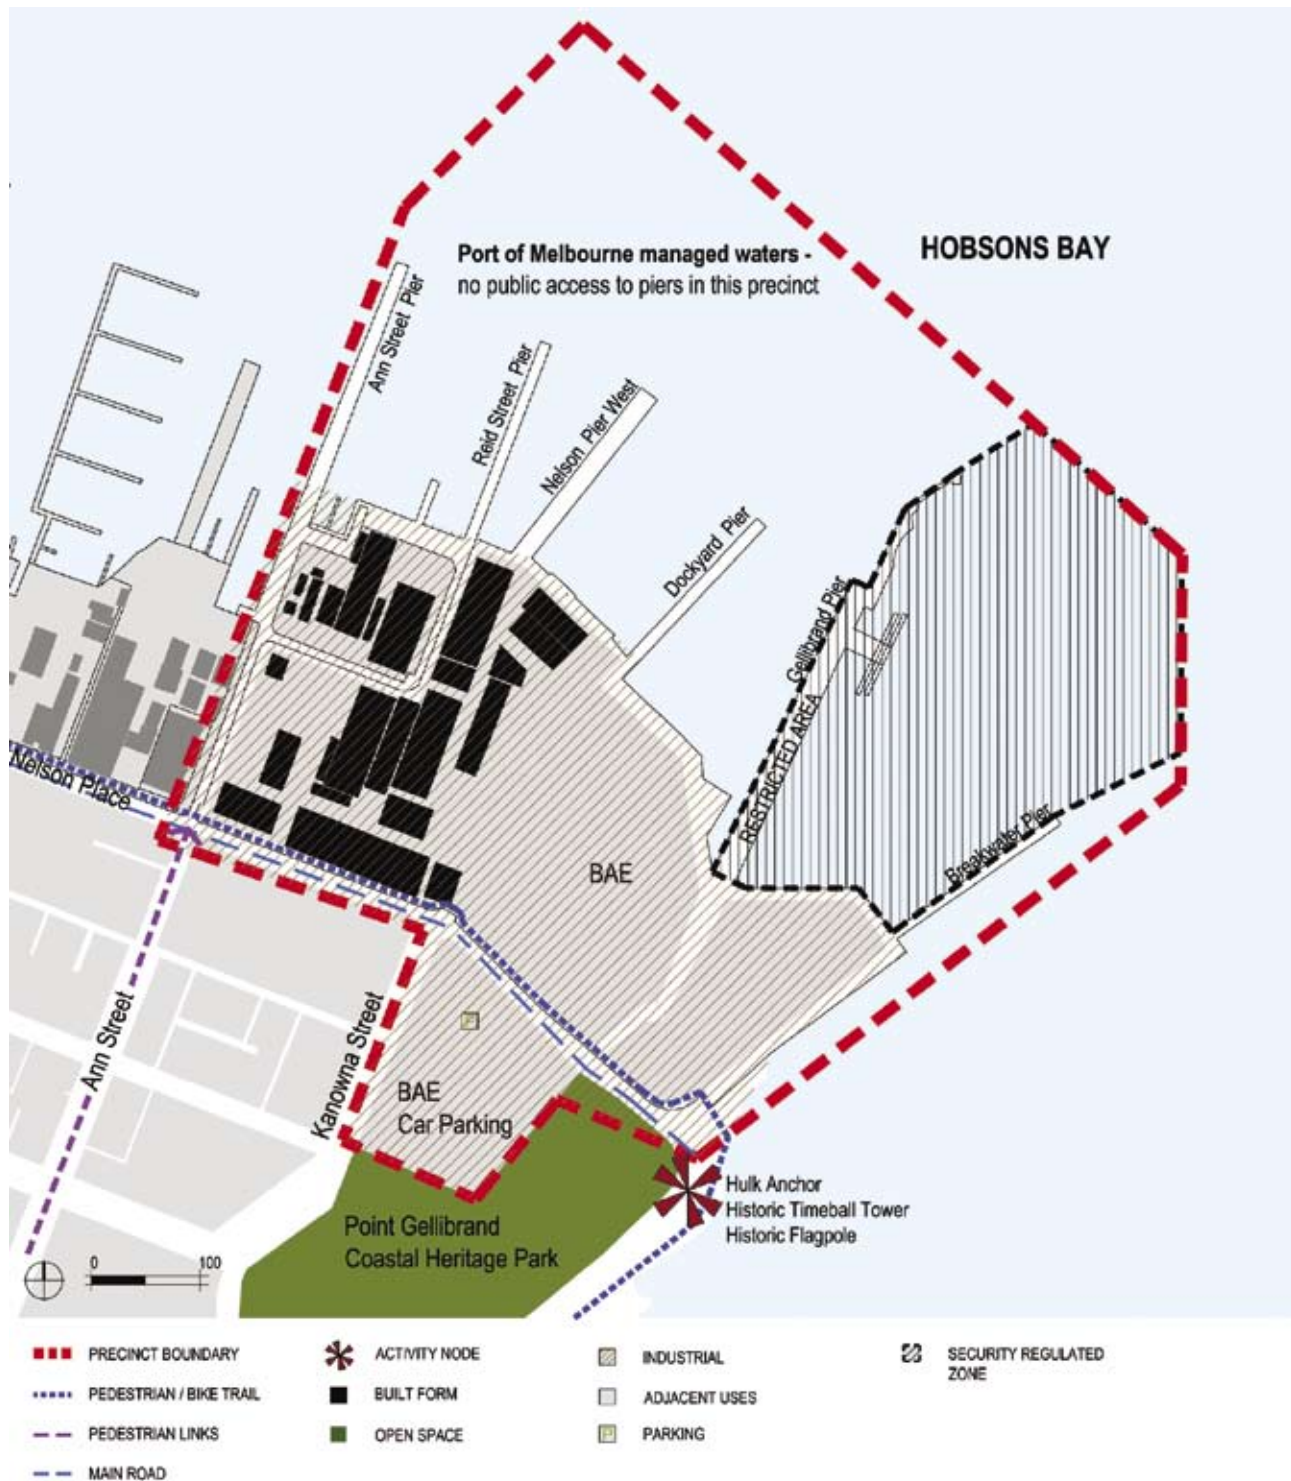 HOBSONS BAY
Port of Melbourne managed waters -
no public access to piers in this precinct
Ann Street Pier
Reid Street Pier
Nelson Pier West
Dockyard Pier
Gellibrand Pier
RESTRICTED AREA
Breakwater Pier
Nelson Place
BAE
Ann Street
Kanowna Street
P
BAE
Car Parking
Hulk Anchor
Historic Timeball Tower
Historic Flagpole
Point Gellibrand
Coastal Heritage Park
0 100
PRECINCT BOUNDARY
PEDESTRIAN / BIKE TRAIL
PEDESTRIAN LINKS
MAIN ROAD
ACTIVITY NODE
BUILT FORM
OPEN SPACE
INDUSTRIAL
ADJACENT USES
P PARKING
SECURITY REGULATED
ZONE